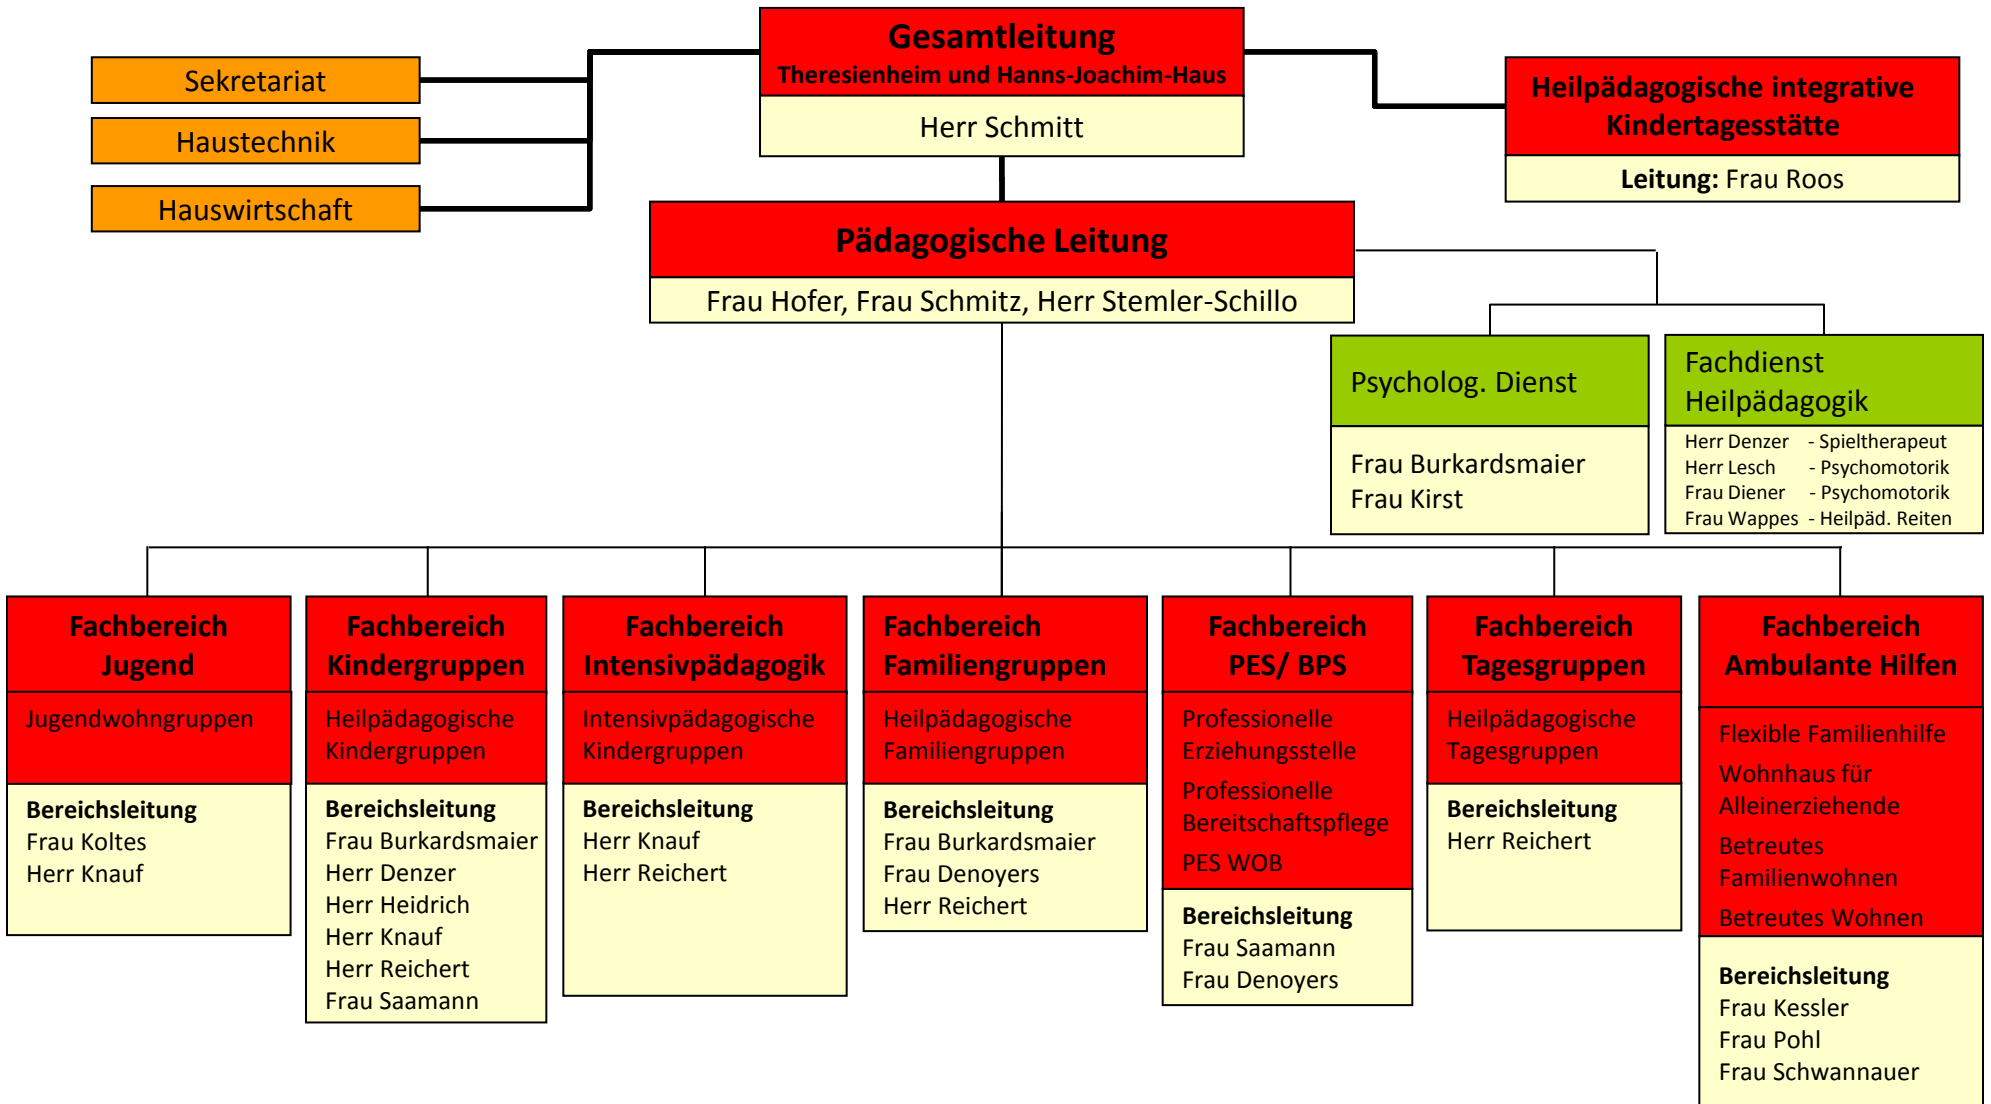 Gesamtleitung
Theresienheim und Hanns-Joachim-Haus
Herr Schmitt
Sekretariat
Haustechnik
Hauswirtschaft
Heilpädagogische integrative
Kindertagesstätte
Leitung: Frau Roos
Pädagogische Leitung
Frau Hofer, Frau Schmitz, Herr Stemler-Schillo
Psycholog. Dienst
Frau Burkardsmaier
Frau Kirst
Fachdienst
Heilpädagogik
Herr Denzer - Spieltherapeut
Herr Lesch - Psychomotorik
Frau Diener - Psychomotorik
Frau Wappes - Heilpäd. Reiten
Fachbereich
Jugend
Jugendwohngruppen
Bereichsleitung
Frau Koltes
Herr Knauf
Fachbereich
Kindergruppen
Heilpädagogische
Kindergruppen
Bereichsleitung
Frau Burkardsmaier
Herr Denzer
Herr Heidrich
Herr Knauf
Herr Reichert
Frau Saamann
Fachbereich
Intensivpädagogik
Intensivpädagogische
Kindergruppen
Bereichsleitung
Herr Knauf
Herr Reichert
Fachbereich
Familiengruppen
Heilpädagogische
Familiengruppen
Bereichsleitung
Frau Burkardsmaier
Frau Denoyers
Herr Reichert
Fachbereich
PES/ BPS
Professionelle
Erziehungsstelle
Professionelle
Bereitschaftspflege
PES WOB
Bereichsleitung
Frau Saamann
Frau Denoyers
Fachbereich
Tagesgruppen
Heilpädagogische
Tagesgruppen
Bereichsleitung
Herr Reichert
Fachbereich
Ambulante Hilfen
Flexible Familienhilfe
Wohnhaus für
Alleinerziehende
Betreutes
Familienwohnen
Betreutes Wohnen
Bereichsleitung
Frau Kessler
Frau Pohl
Frau Schwannauer